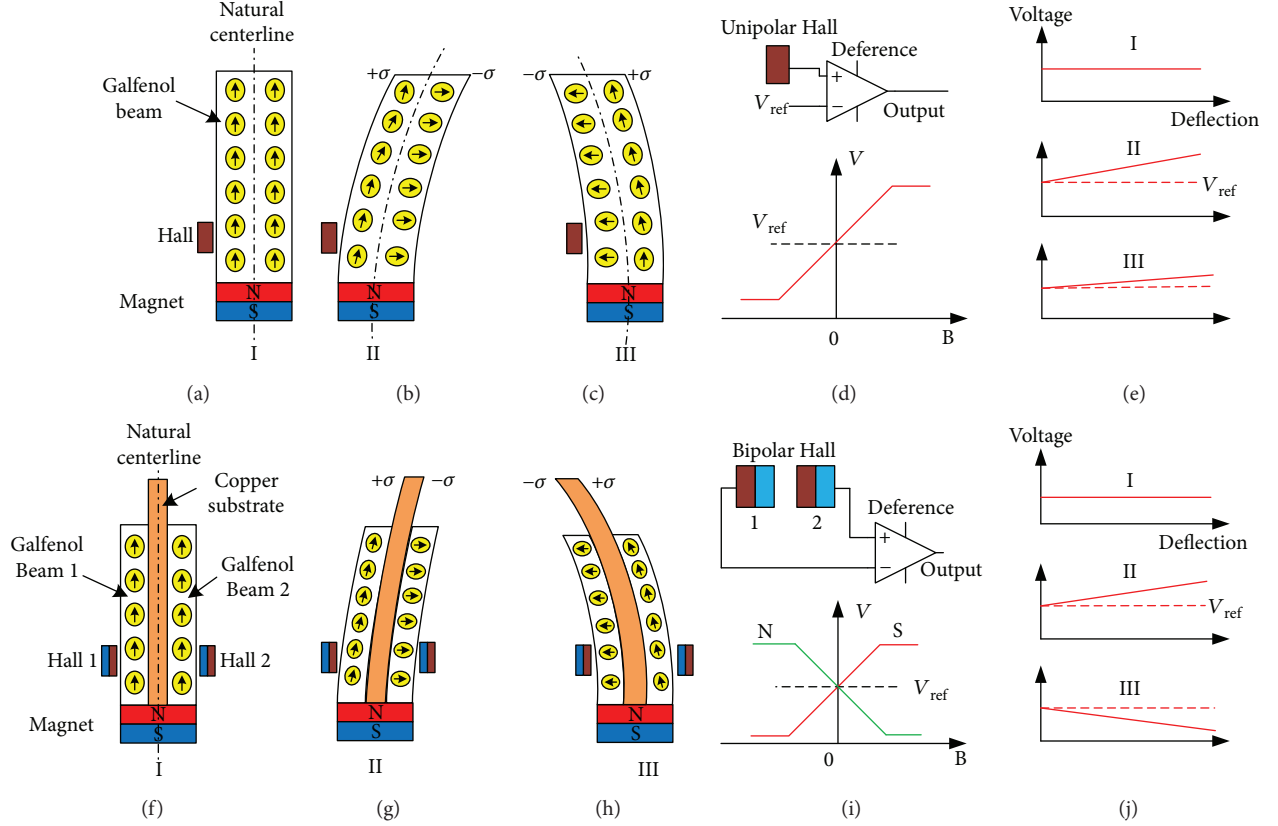 Natural
centerline
Galfenol
beam
Hall
Magnet
N
S
I
(a)
+σ
−σ
N
S
II
(b)
−σ
+σ
N
S
III
(c)
Unipolar Hall
Deference
+
V ref
−
Output
V
V ref
0
B
(d)
Voltage
I
Deflection
II
V ref
III
(e)
Natural
centerline
Copper
substrate
Galfenol
Beam 1
Galfenol
Beam 2
Hall 1
Hall 2
Magnet
N
S
I
(f)
+σ
−σ
N
S
II
(g)
−σ
+σ
N
S
III
(h)
Bipolar Hall
1
2
Deference
+
−
Output
V
N
S
V ref
0
B
(i)
Voltage
I
Deflection
II
V ref
III
(j)